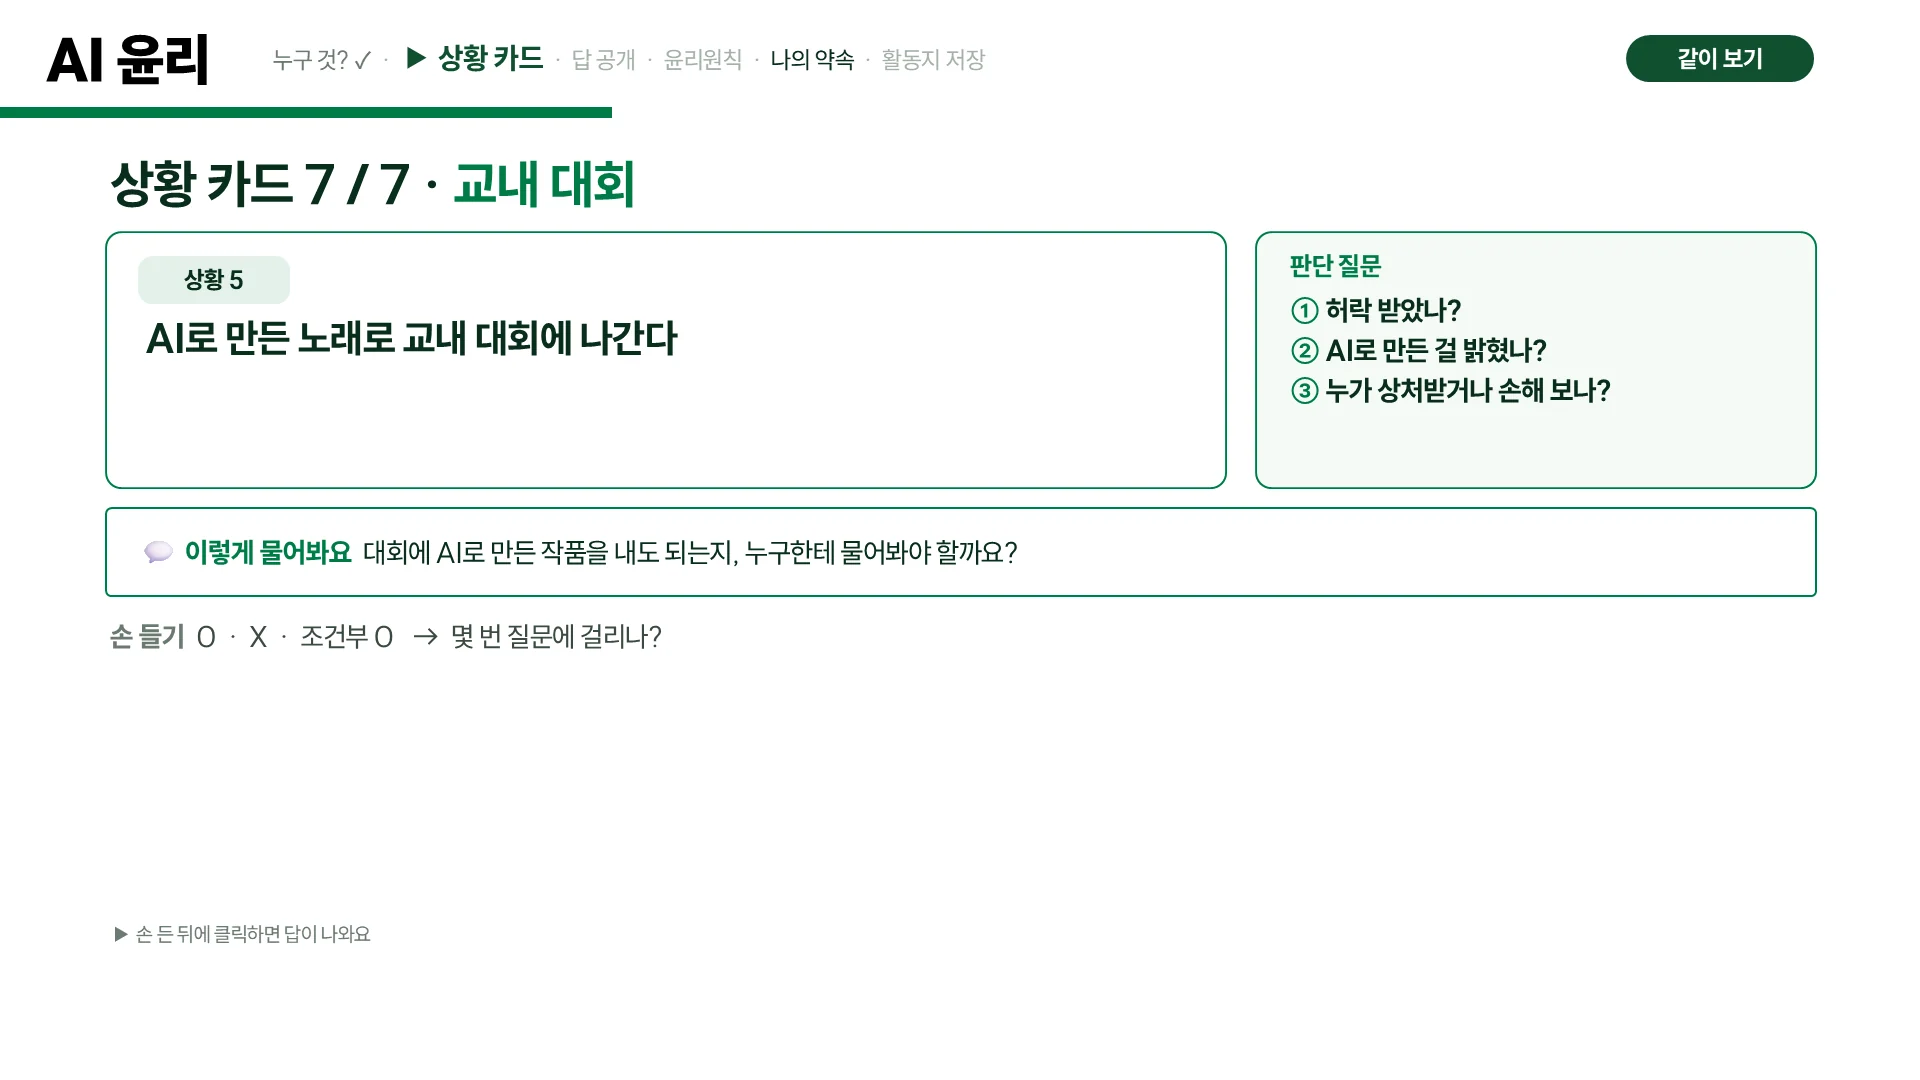 AI 윤리
누구 것? ✓ · ▶ 상황 카드 · 답 공개 · 윤리원칙 · 나의 약속 · 활동지 저장
같이 보기
상황 카드 7 / 7 · 교내 대회
상황 5
AI로 만든 노래로 교내 대회에 나간다
판단 질문
① 허락 받았나?
② AI로 만든 걸 밝혔나?
③ 누가 상처받거나 손해 보나?
💬 이렇게 물어봐요 대회에 AI로 만든 작품을 내도 되는지, 누구한테 물어봐야 할까요?
손 들기 O · X · 조건부 O → 몇 번 질문에 걸리나?
▶ 손 든 뒤에 클릭하면 답이 나와요